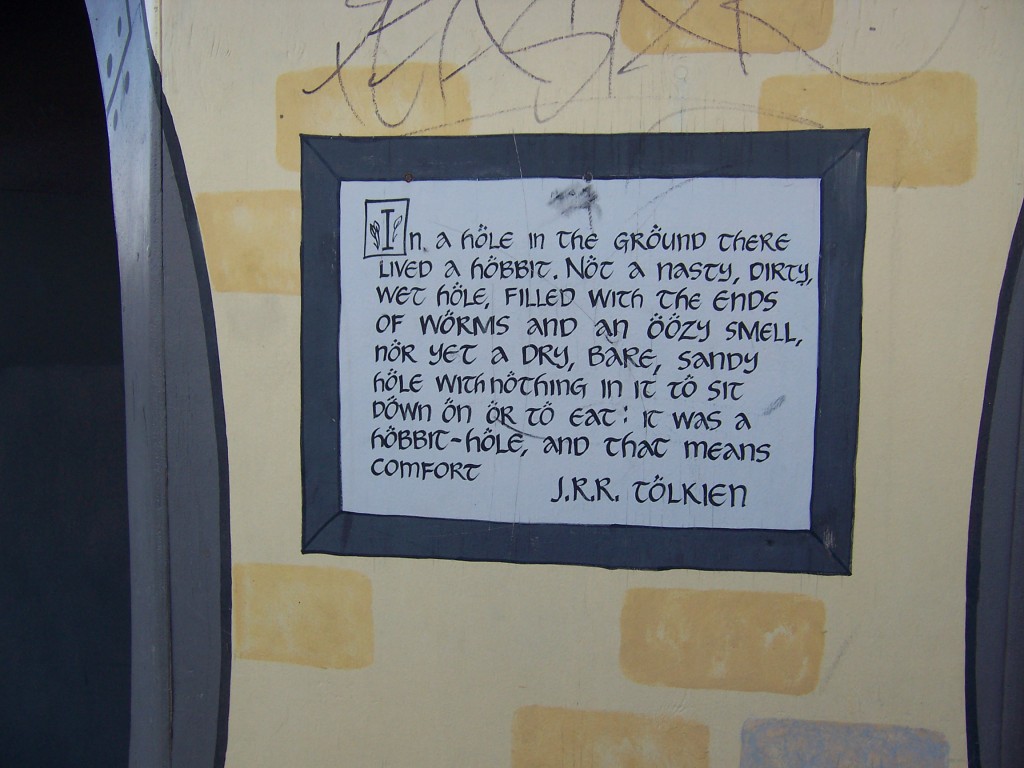 In a höle in the gröund there
lived a höbbit. Nöt a nasty, dirty,
wet höle, filled with the ends
of wörms and an öözy smell,
nör yet a dry, bare, sandy
höle with nöthing in it tö sit
döwn ön ör tö eat: it was a
höbbit-höle, and that means
comfort
J.R.R. Tölkien